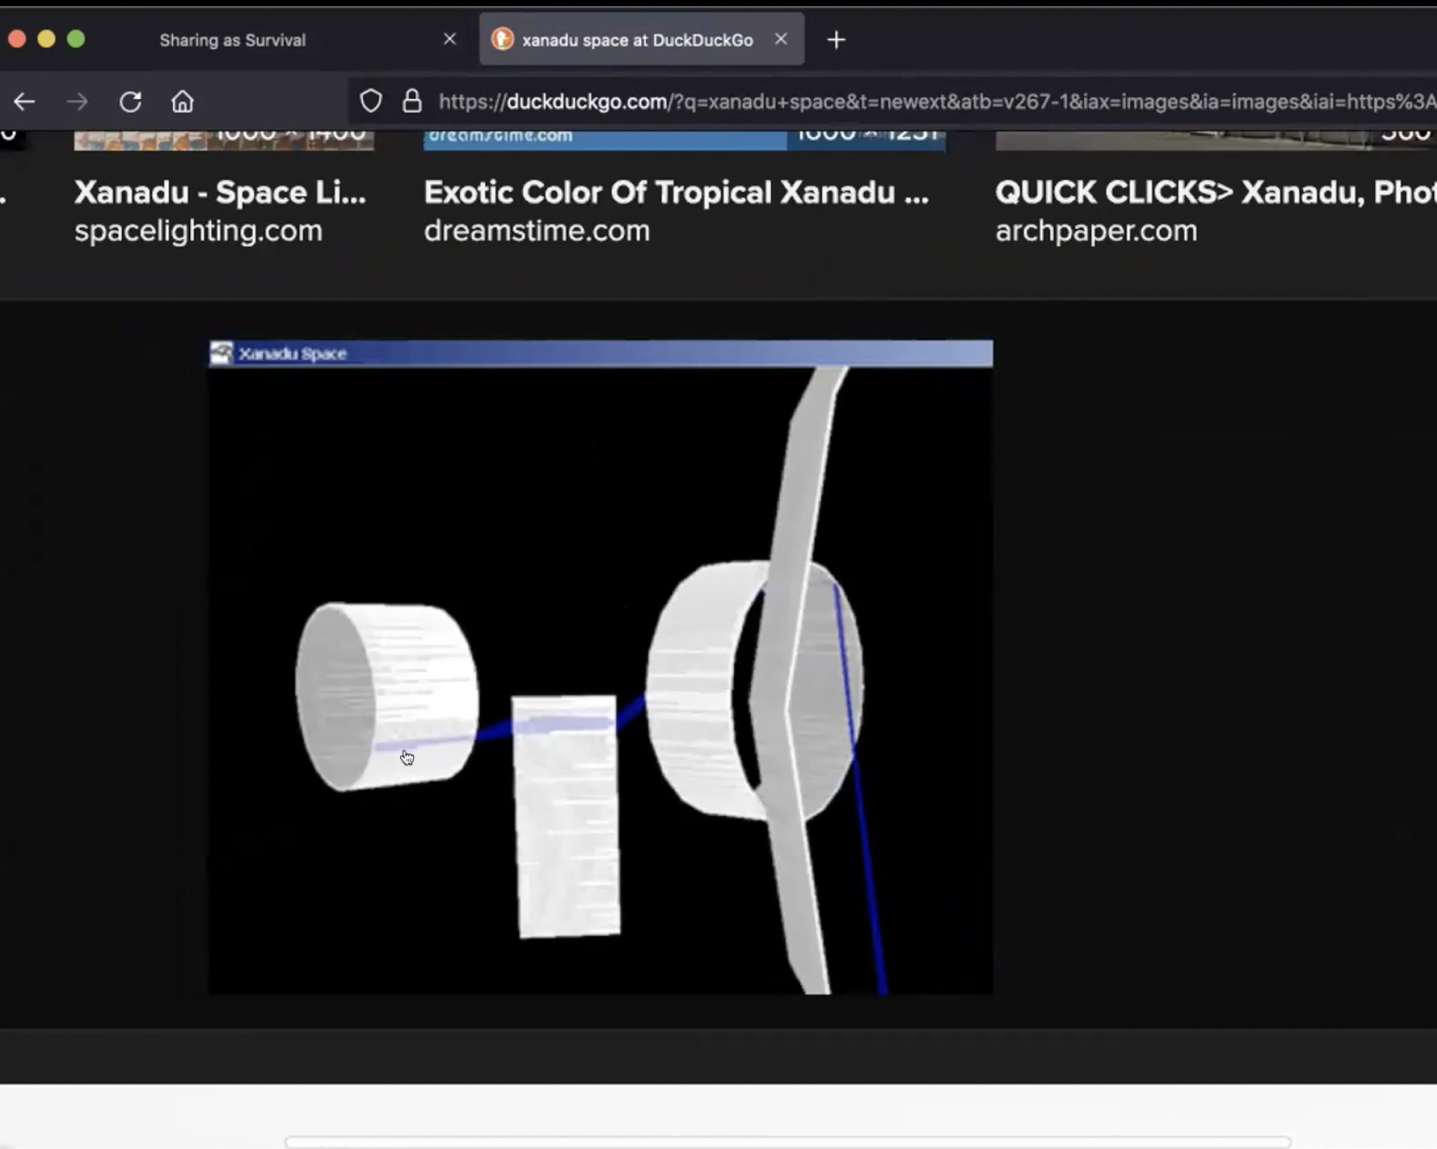 Sharing as Survival
xanadu space at DuckDuckGo
https://duckduckgo.com/?q=xanadu+space&t=newext&atb=v267-1&iax=images&ia=images&iai=https%3A
1000 × 1400
dreamstime.com
1600 × 1231
Xanadu - Space Li...
Exotic Color Of Tropical Xanadu ...
QUICK CLICKS> Xanadu, Phot
spacelighting.com
dreamstime.com
archpaper.com
Xanadu Space